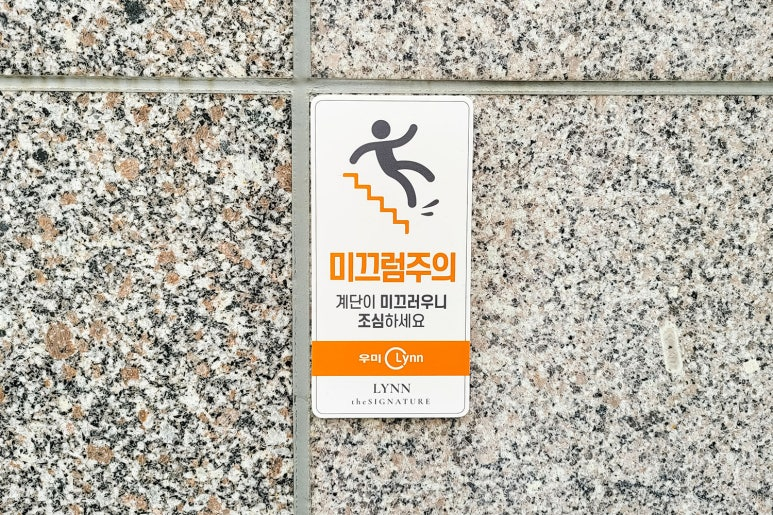 미끄럼주의
계단이 미끄러우니
조심하세요
우미 Lynn
LYNN
theSIGNATURE